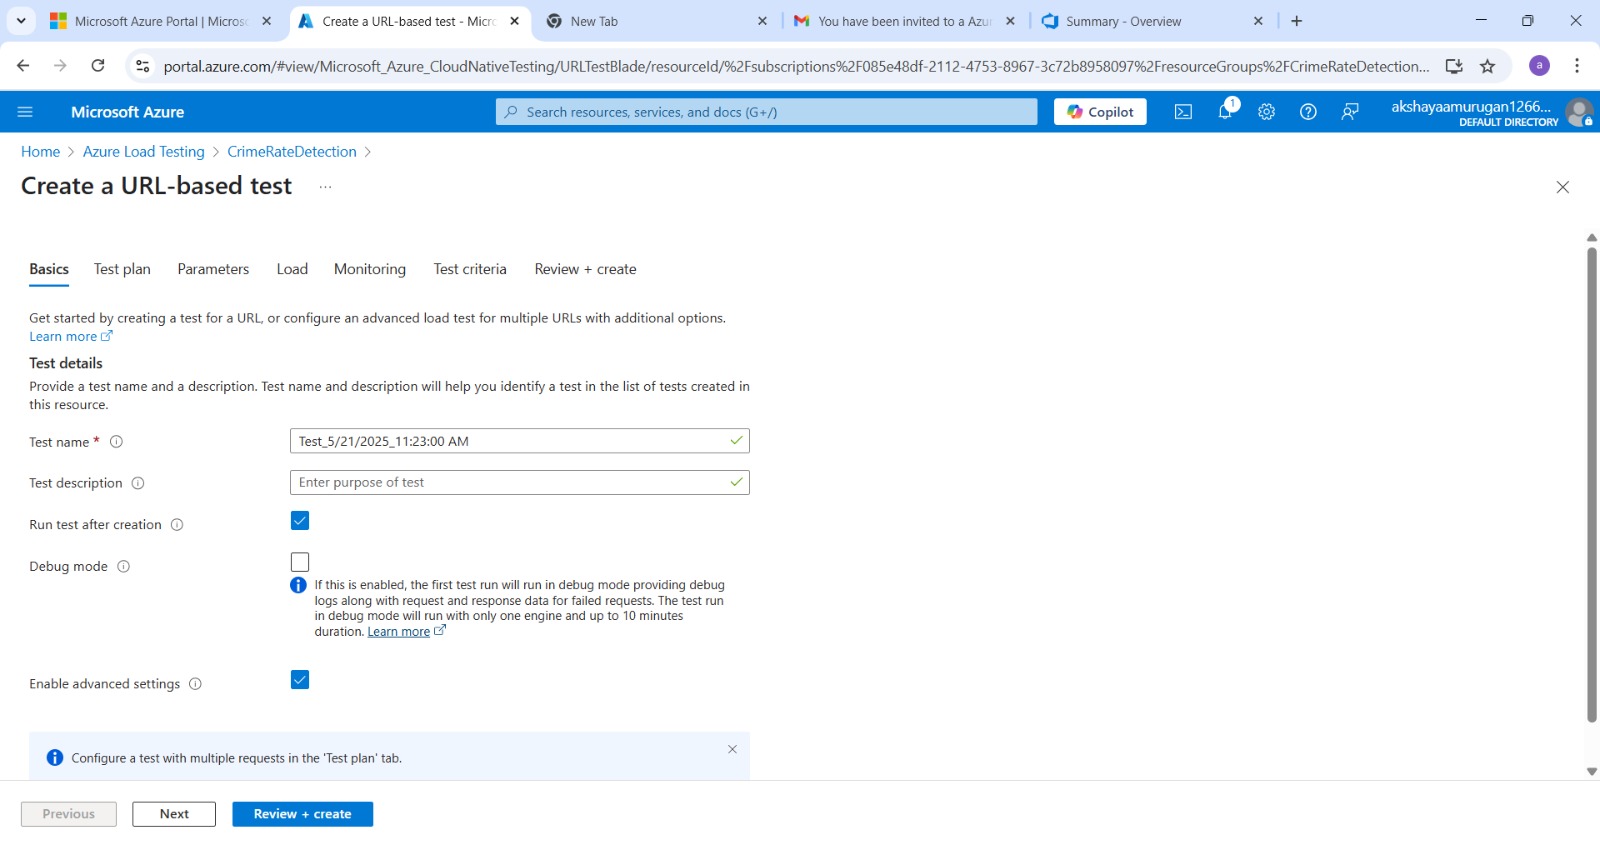 Microsoft Azure Portal | Micros
Create a URL-based test - Micr
New Tab
You have been invited to a Azu
Summary - Overview
portal.azure.com/#view/Microsoft_Azure_CloudNativeTesting/URLTestBlade/resourceId/%2Fsubscriptions%2F085e48df-2112-4753-8967-3c72b8958097%2FresourceGroups%2FCrimeRateDetection...
a
Microsoft Azure
Search resources, services, and docs (G+/)
Copilot
1
akshayaamurugan1266...
DEFAULT DIRECTORY
Home > Azure Load Testing > CrimeRateDetection >
Create a URL-based test ...
Basics Test plan Parameters Load Monitoring Test criteria Review + create
Get started by creating a test for a URL, or configure an advanced load test for multiple URLs with additional options.
Learn more
Test details
Provide a test name and a description. Test name and description will help you identify a test in the list of tests created in
this resource.
Test name *
Test_5/21/2025_11:23:00 AM
Test description
Enter purpose of test
Run test after creation
Debug mode
If this is enabled, the first test run will run in debug mode providing debug
logs along with request and response data for failed requests. The test run
in debug mode will run with only one engine and up to 10 minutes
duration. Learn more
Enable advanced settings
Configure a test with multiple requests in the 'Test plan' tab.
Previous Next Review + create